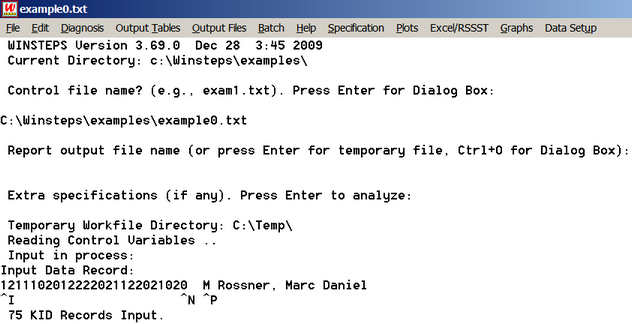 example0.txt
File Edit Diagnosis Output Tables Output Files Batch Help Specification Plots Excel/RSSST Graphs Data Setup
WINSTEPS Version 3.69.0 Dec 28 3:45 2009
Current Directory: c:\Winsteps\examples\
Control file name? (e.g., exam1.txt). Press Enter for Dialog Box:
C:\Winsteps\examples\example0.txt
Report output file name (or press Enter for temporary file, Ctrl+O for Dialog Box):
Extra specifications (if any). Press Enter to analyze:
Temporary Workfile Directory: C:\Temp\
Reading Control Variables ..
Input in process:
Input Data Record:
1211102012222021122021020 M Rossner, Marc Daniel
^I ^N ^P
75 KID Records Input.